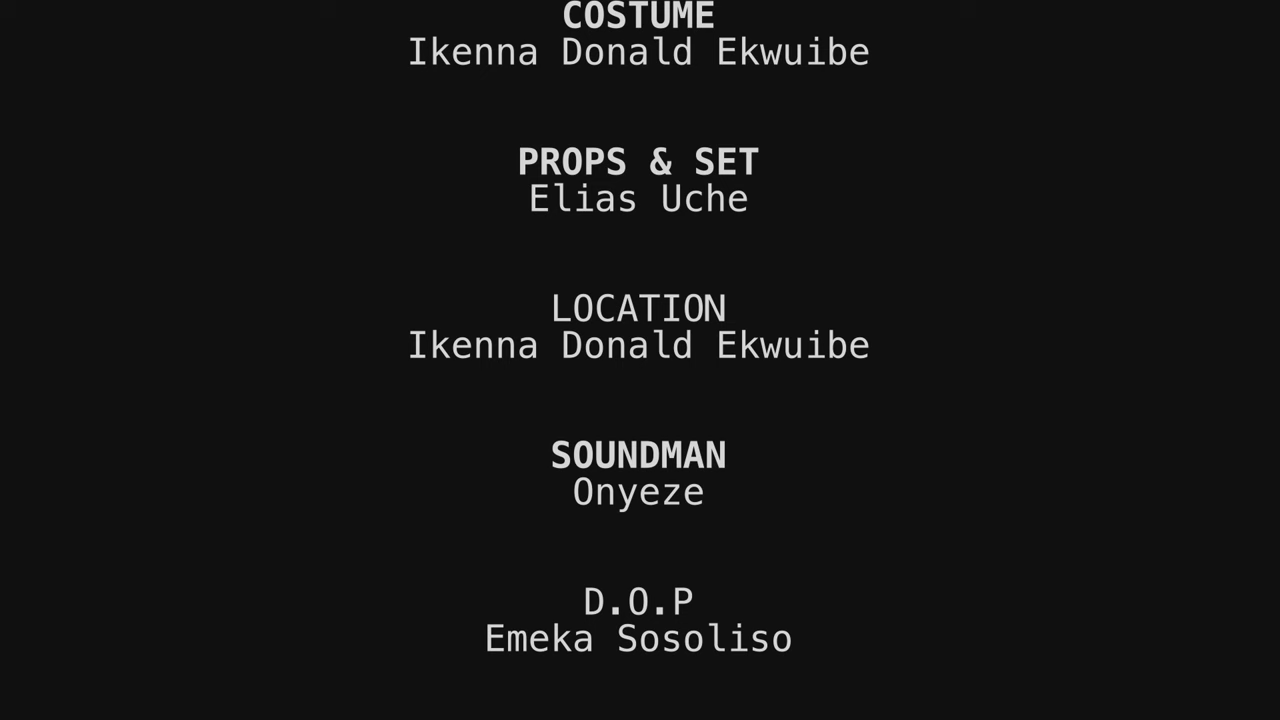 COSTUME
Ikenna Donald Ekwuibe
PROPS & SET
Elias Uche
LOCATION
Ikenna Donald Ekwuibe
SOUNDMAN
Onyeze
D.O.P
Emeka Sosoliso